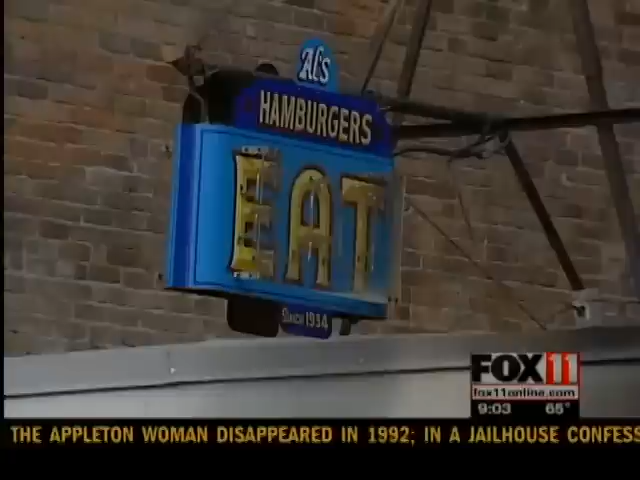 Al's
HAMBURGERS
EAT
SINCE 1934
FOX 11
fox11online.com
9:03 65°
THE APPLETON WOMAN DISAPPEARED IN 1992; IN A JAILHOUSE CONFESS